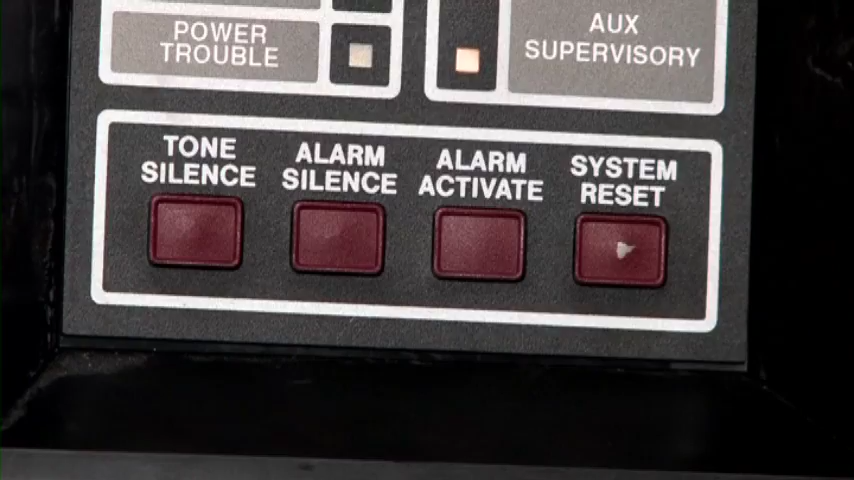 POWER
TROUBLE
AUX
SUPERVISORY
TONE
SILENCE
ALARM
SILENCE
ALARM
ACTIVATE
SYSTEM
RESET